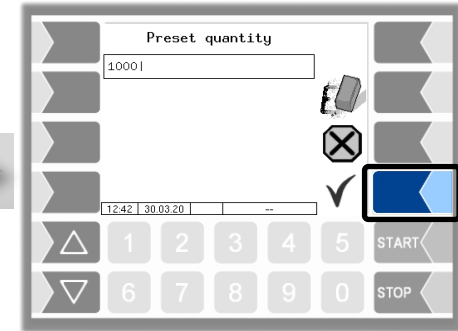 Preset quantity
1000
12:42 30.03.20 --
1 2 3 4 5 START
6 7 8 9 0 STOP